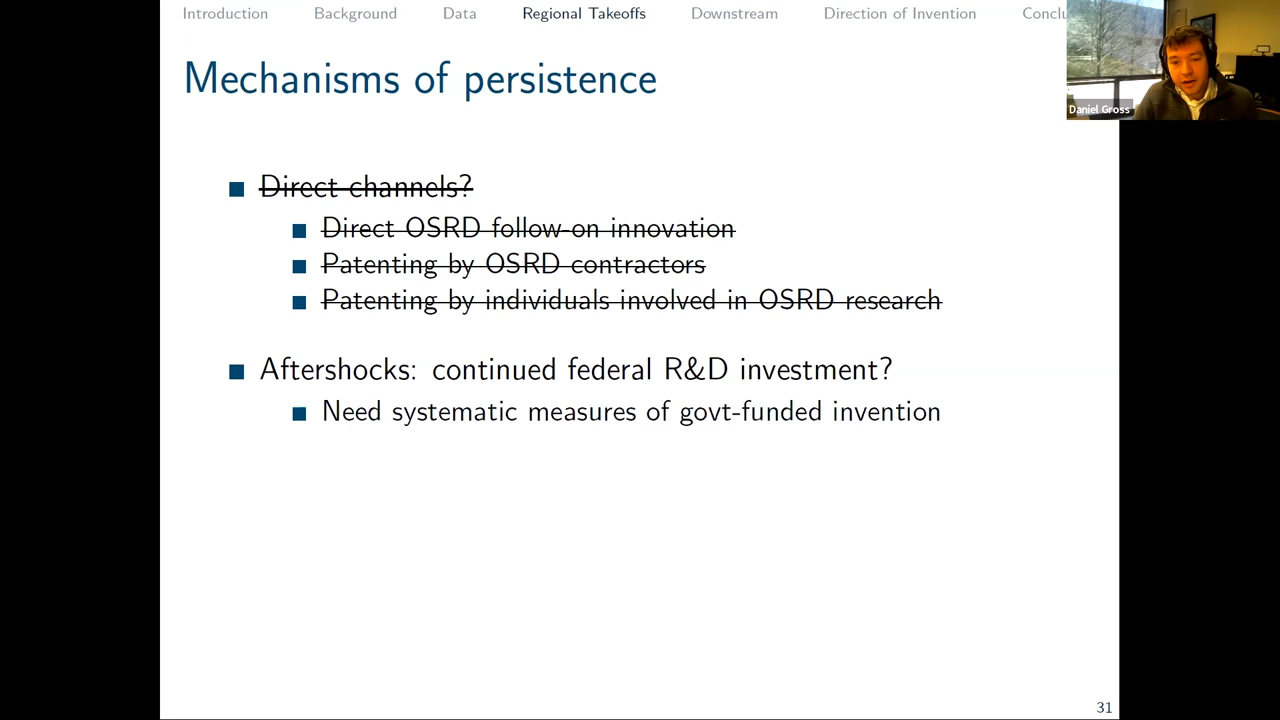 Introduction Background Data Regional Takeoffs Downstream Direction of Invention Conclu
Daniel Gross
Mechanisms of persistence
Direct channels?
Direct OSRD follow-on innovation
Patenting by OSRD contractors
Patenting by individuals involved in OSRD research
Aftershocks: continued federal R&D investment?
Need systematic measures of govt-funded invention
31